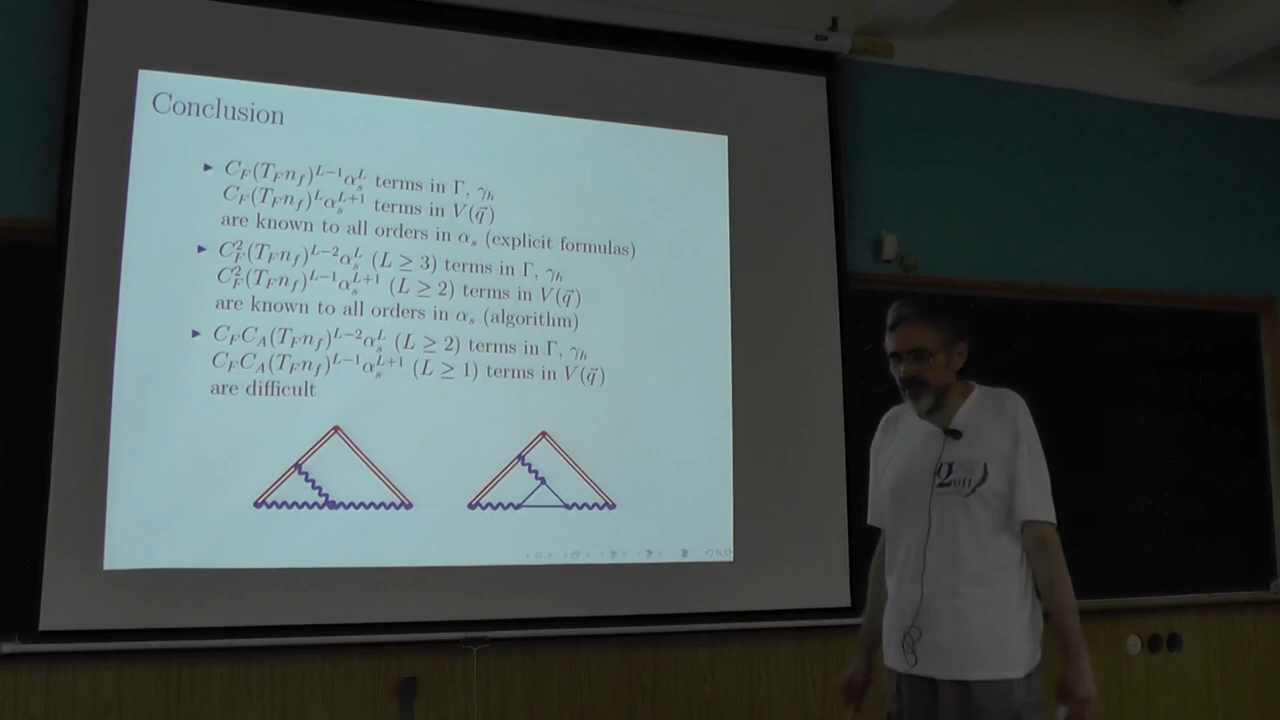 Conclusion
▶ C_F(T_F n_f)^{L−1}α_s^L terms in Γ, γ_h
C_F(T_F n_f)^L α_s^{L+1} terms in V(q⃗)
are known to all orders in α_s (explicit formulas)
▶ C_F^2(T_F n_f)^{L−2}α_s^L (L ≥ 3) terms in Γ, γ_h
C_F^2(T_F n_f)^{L−1}α_s^{L+1} (L ≥ 2) terms in V(q⃗)
are known to all orders in α_s (algorithm)
▶ C_F C_A(T_F n_f)^{L−2}α_s^L (L ≥ 2) terms in Γ, γ_h
C_F C_A(T_F n_f)^{L−1}α_s^{L+1} (L ≥ 1) terms in V(q⃗)
are difficult
2011